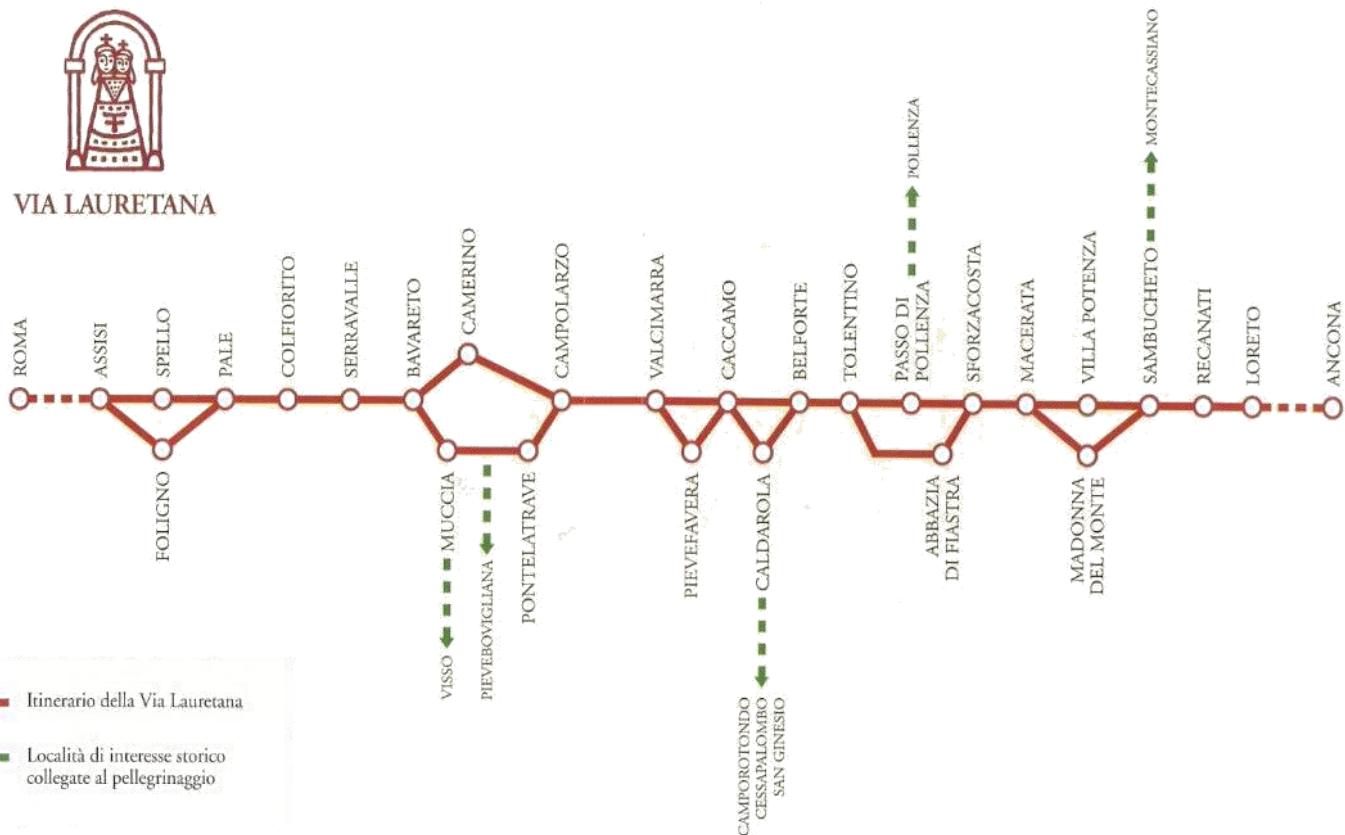 VIA LAURETANA
ROMA
ASSISI
SPELLO
PALE
COLFIORITO
SERRAVALLE
BAVARETO
CAMERINO
CAMPOLARZO
VALCIMARRA
CACCAMO
BELFORTE
TOLENTINO
PASSO DI
POLLENZA
POLLENZA
SFORZACOSTA
MACERATA
VILLA POTENZA
SAMBUCHETO
MONTECASSIANO
RECANATI
LORETO
ANCONA
FOLIGNO
MUCCIA
VISSO
PIEVEBOVIGLIANA
PONTELATRAVE
PIEVEFAVERA
CALDAROLA
CAMPOROTONDO
CESSAPALOMBO
SAN GINESIO
ABBAZIA
DI FIASTRA
MADONNA
DEL MONTE
Itinerario della Via Lauretana
Località di interesse storico
collegate al pellegrinaggio